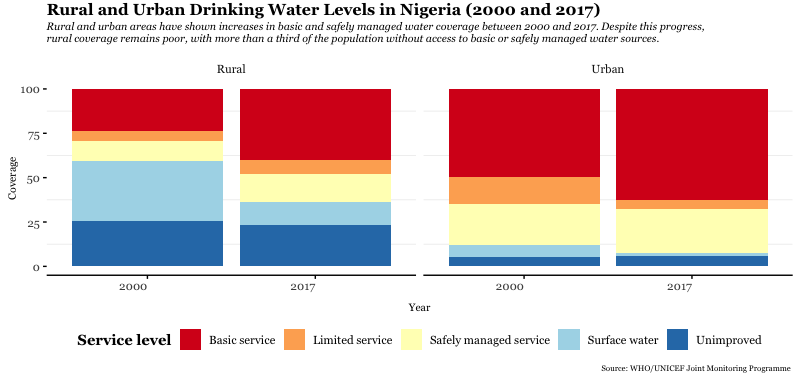 Rural and Urban Drinking Water Levels in Nigeria (2000 and 2017)
Rural and urban areas have shown increases in basic and safely managed water coverage between 2000 and 2017. Despite this progress,
rural coverage remains poor, with more than a third of the population without access to basic or safely managed water sources.
Rural
Urban
Coverage
100
75
50
25
0
2000
2017
2000
2017
Year
Service level
Basic service
Limited service
Safely managed service
Surface water
Unimproved
Source: WHO/UNICEF Joint Monitoring Programme